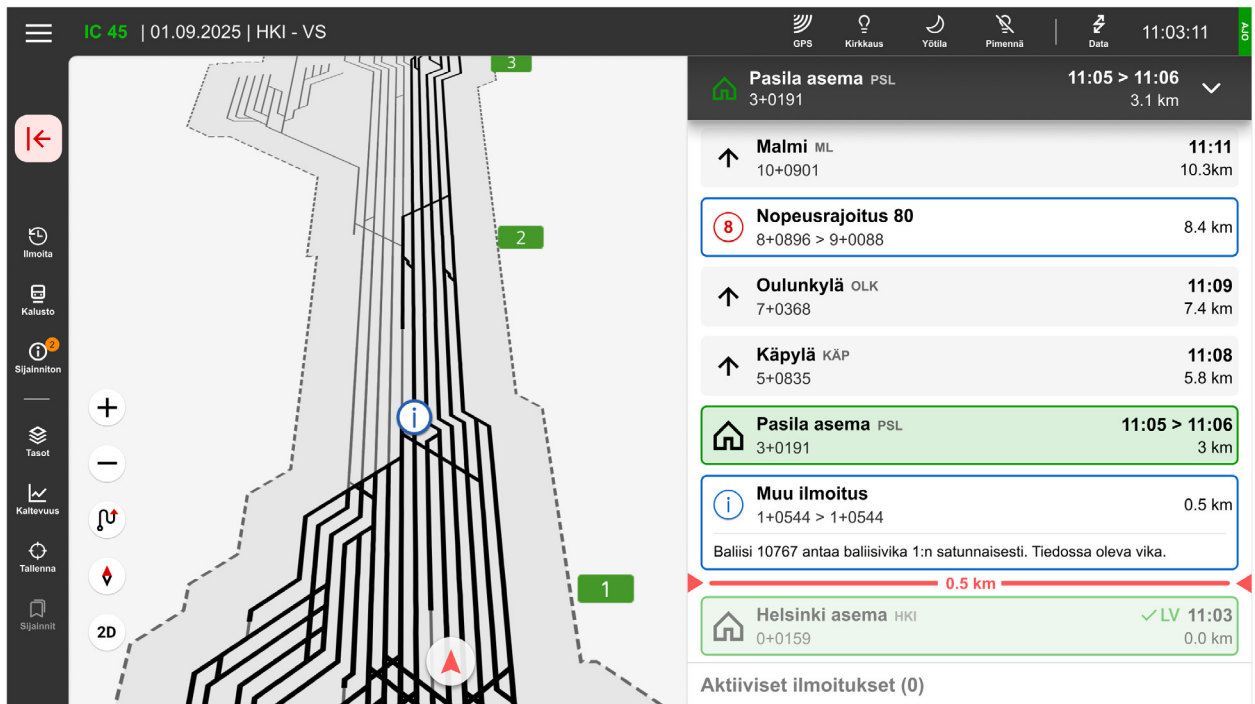 IC 45 | 01.09.2025 | HKI - VS
GPS
Kirkkaus
Yötila
Pimennä
Data
11:03:11
AJO
Ilmoita
Kalusto
2
Sijainniton
Tasot
Kaltevuus
Tallenna
Sijainnit
2D
3
2
i
1
Pasila asema PSL 11:05 > 11:06
3+0191 3.1 km
Malmi ML 11:11
10+0901 10.3km
8
Nopeusrajoitus 80
8+0896 > 9+0088 8.4 km
Oulunkylä OLK 11:09
7+0368 7.4 km
Käpylä KÄP 11:08
5+0835 5.8 km
Pasila asema PSL 11:05 > 11:06
3+0191 3 km
i
Muu ilmoitus
1+0544 > 1+0544 0.5 km
Baliisi 10767 antaa baliisivika 1:n satunnaisesti. Tiedossa oleva vika.
0.5 km
Helsinki asema HKI LV 11:03
0+0159 0.0 km
Aktiiviset ilmoitukset (0)